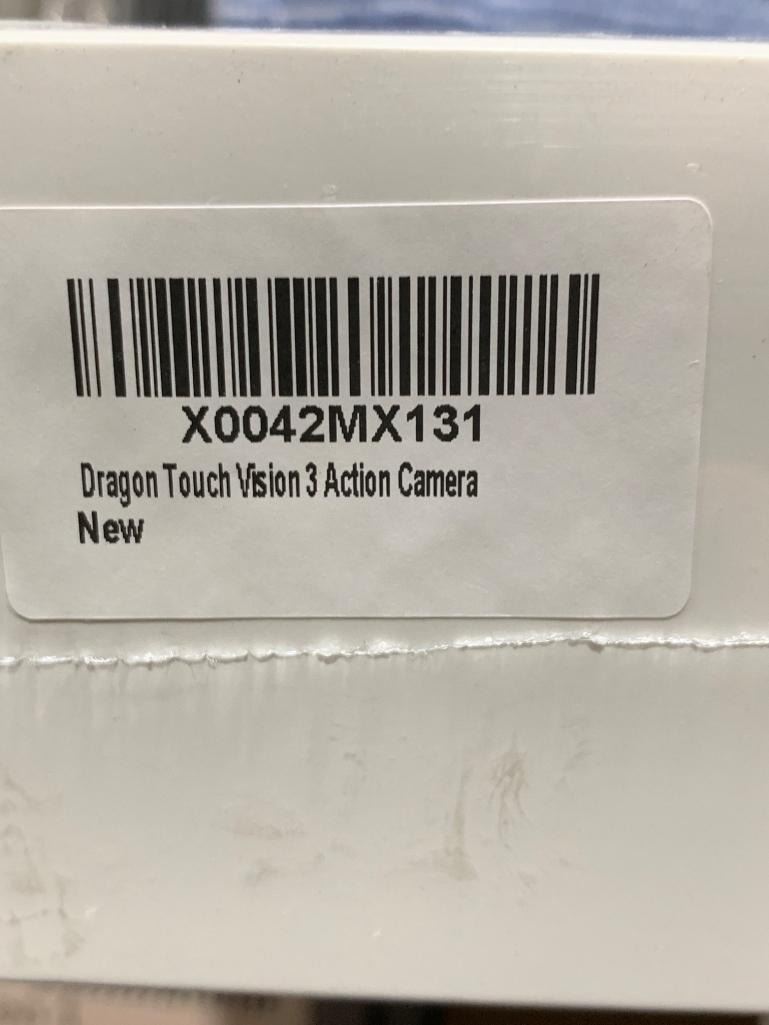 X0042MX131
Dragon Touch Vision 3 Action Camera
New